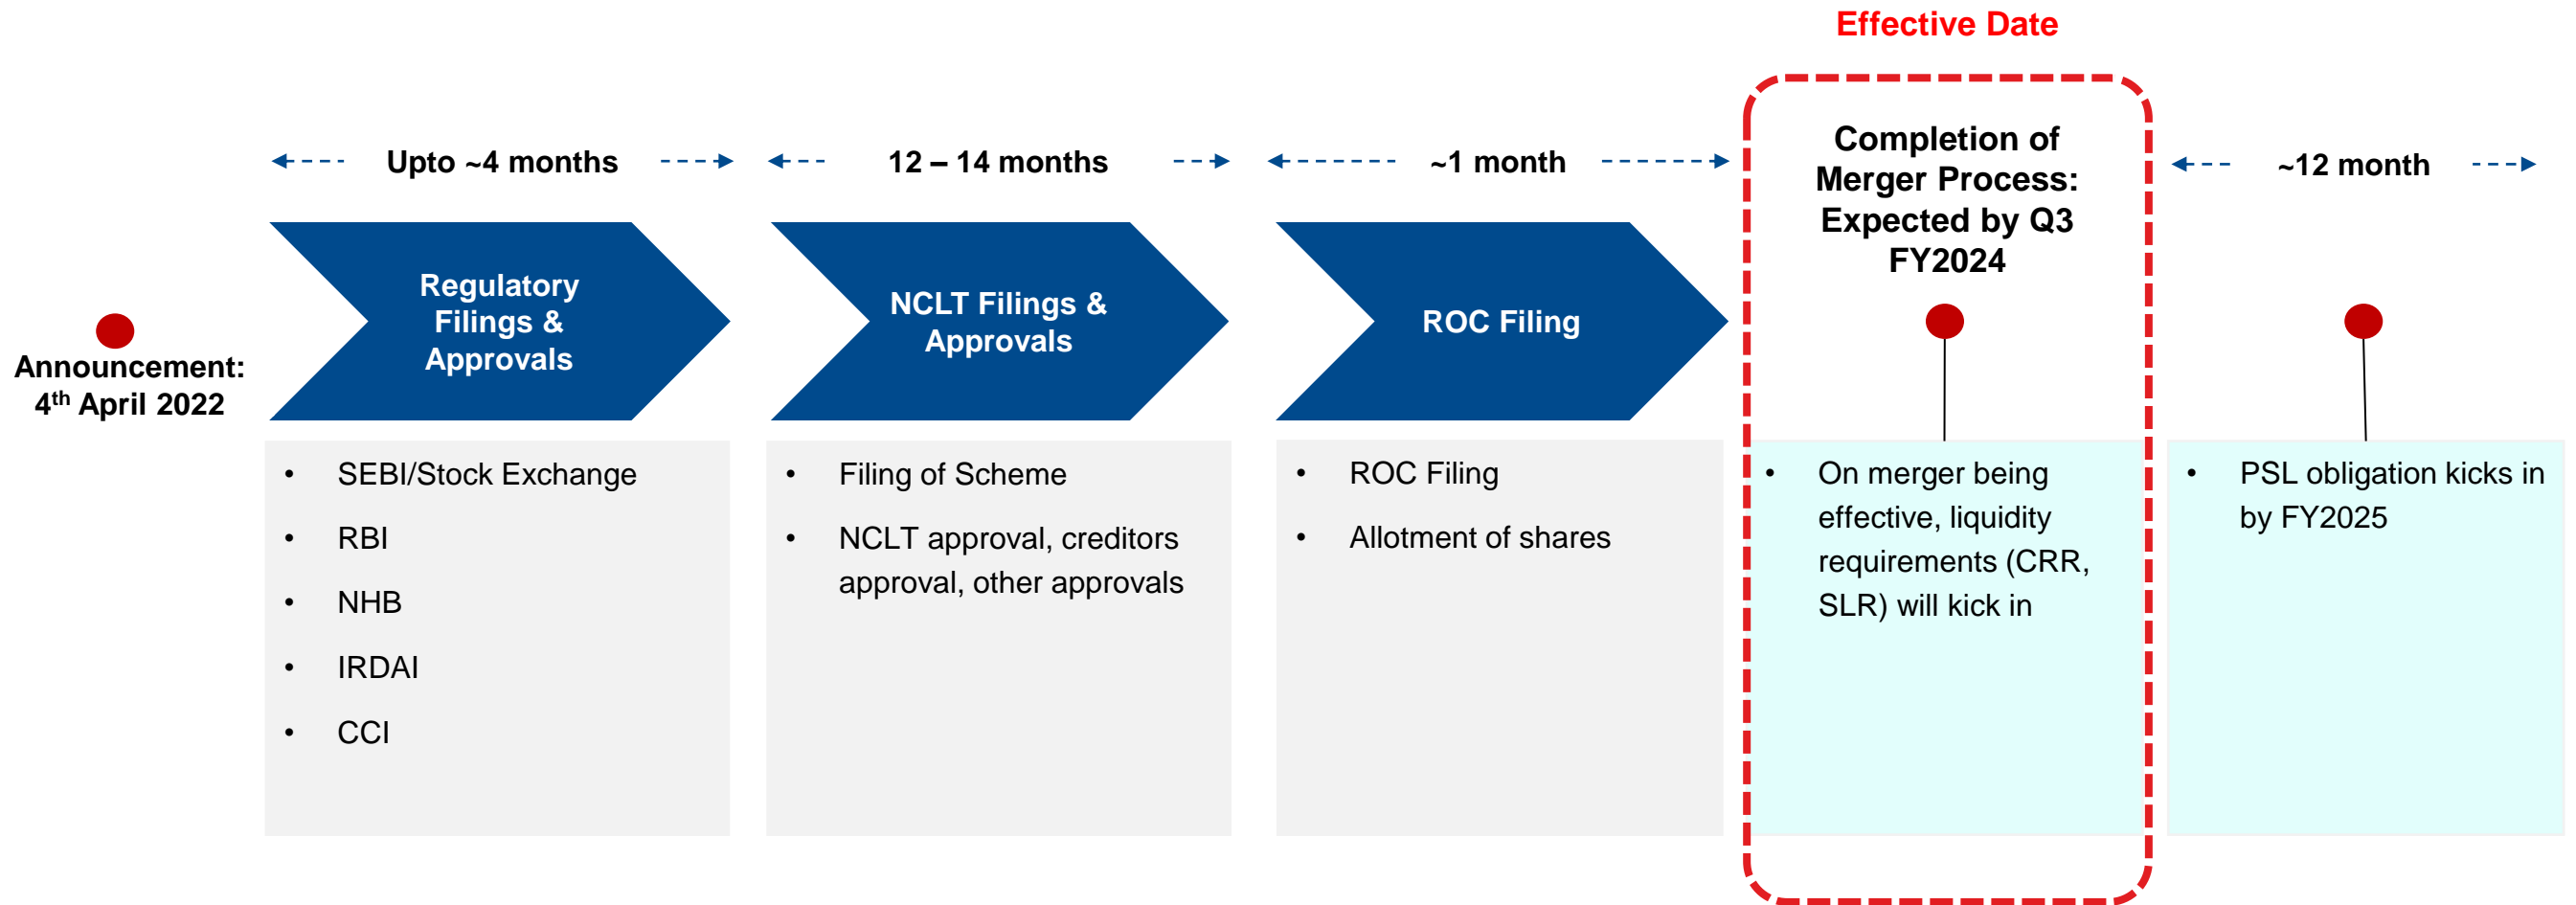 Effective Date
Upto ~4 months
12 – 14 months
~1 month
Completion of
Merger Process:
Expected by Q3
FY2024
~12 month
Announcement:
4th April 2022
Regulatory
Filings &
Approvals
NCLT Filings &
Approvals
ROC Filing
• SEBI/Stock Exchange
• RBI
• NHB
• IRDAI
• CCI
• Filing of Scheme
• NCLT approval, creditors
approval, other approvals
• ROC Filing
• Allotment of shares
• On merger being
effective, liquidity
requirements (CRR,
SLR) will kick in
• PSL obligation kicks in
by FY2025